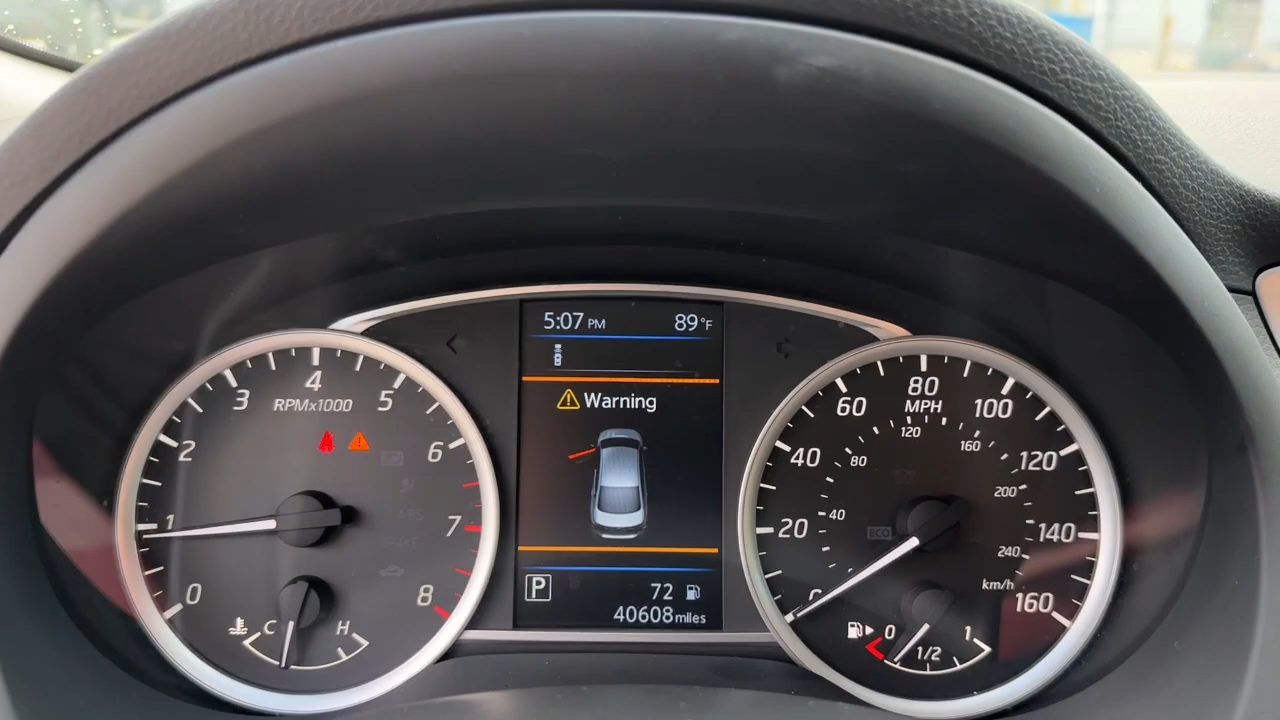 5:07 PM 89°F
Warning
P
72
40608 miles
0
1
2
3
4
5
6
7
8
RPMx1000
C H
20
40
60
80
100
120
140
160
MPH
40
80
120
160
200
240
km/h
ECO
0 1/2 1